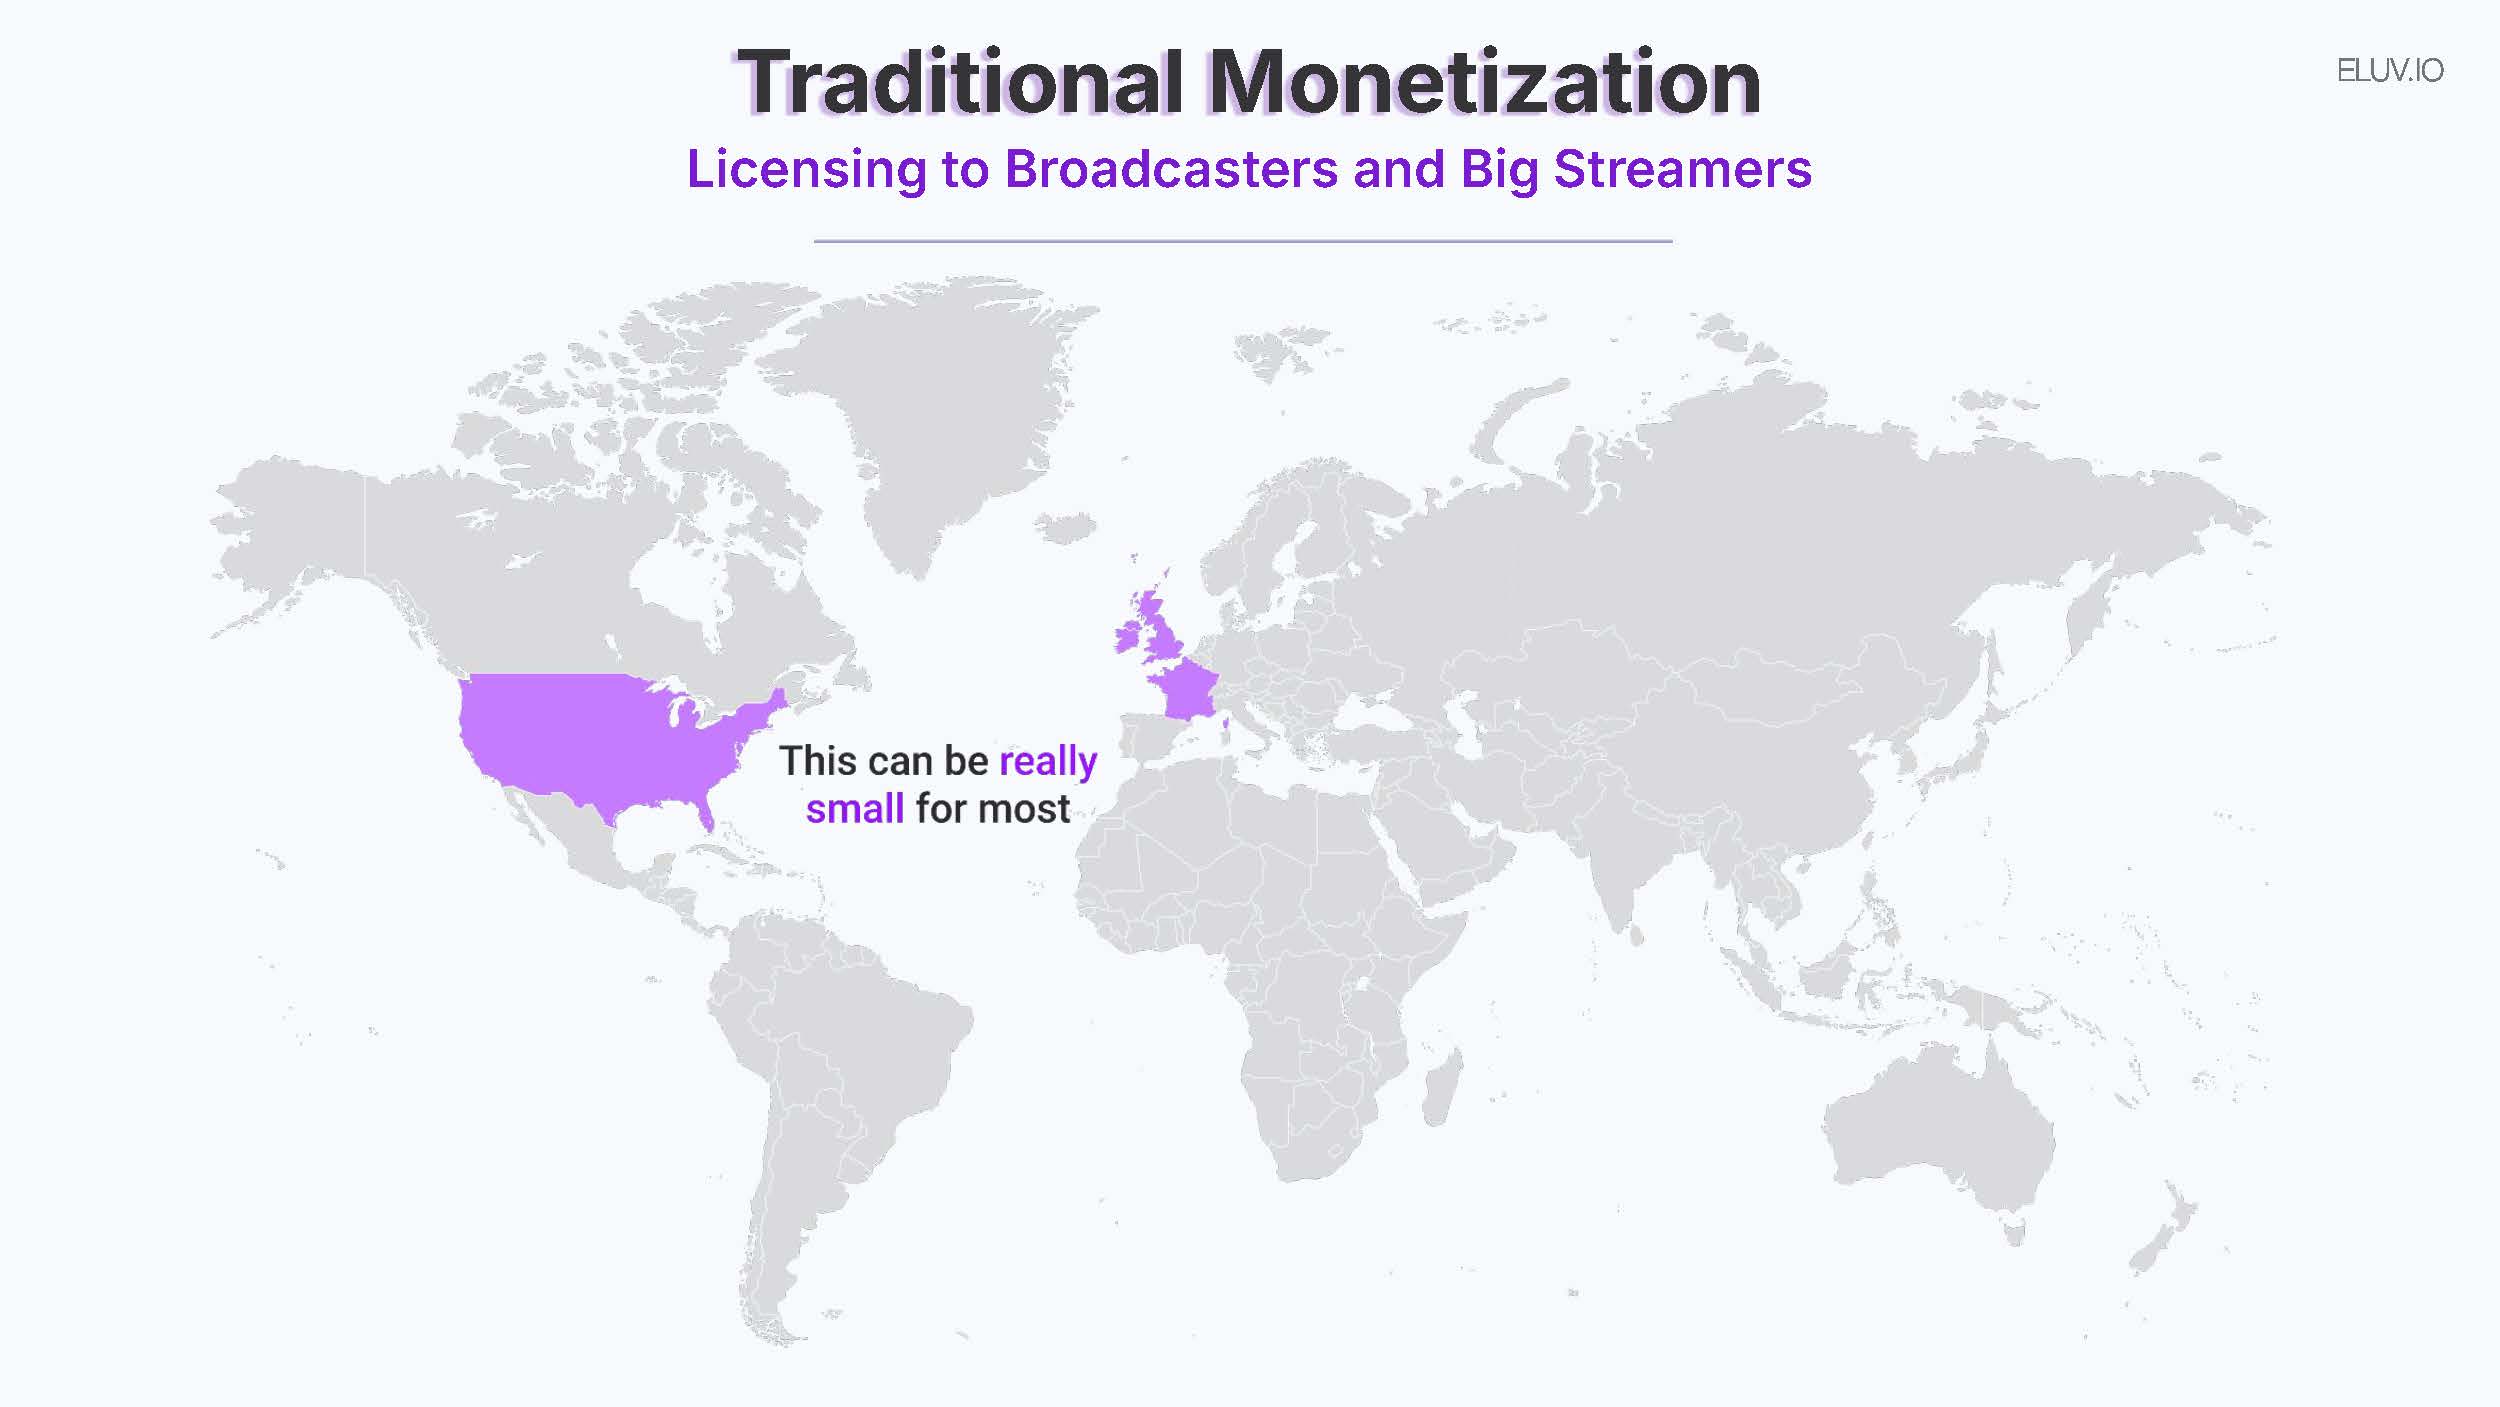 Traditional Monetization
ELUV.IO
Licensing to Broadcasters and Big Streamers
This can be really
small for most